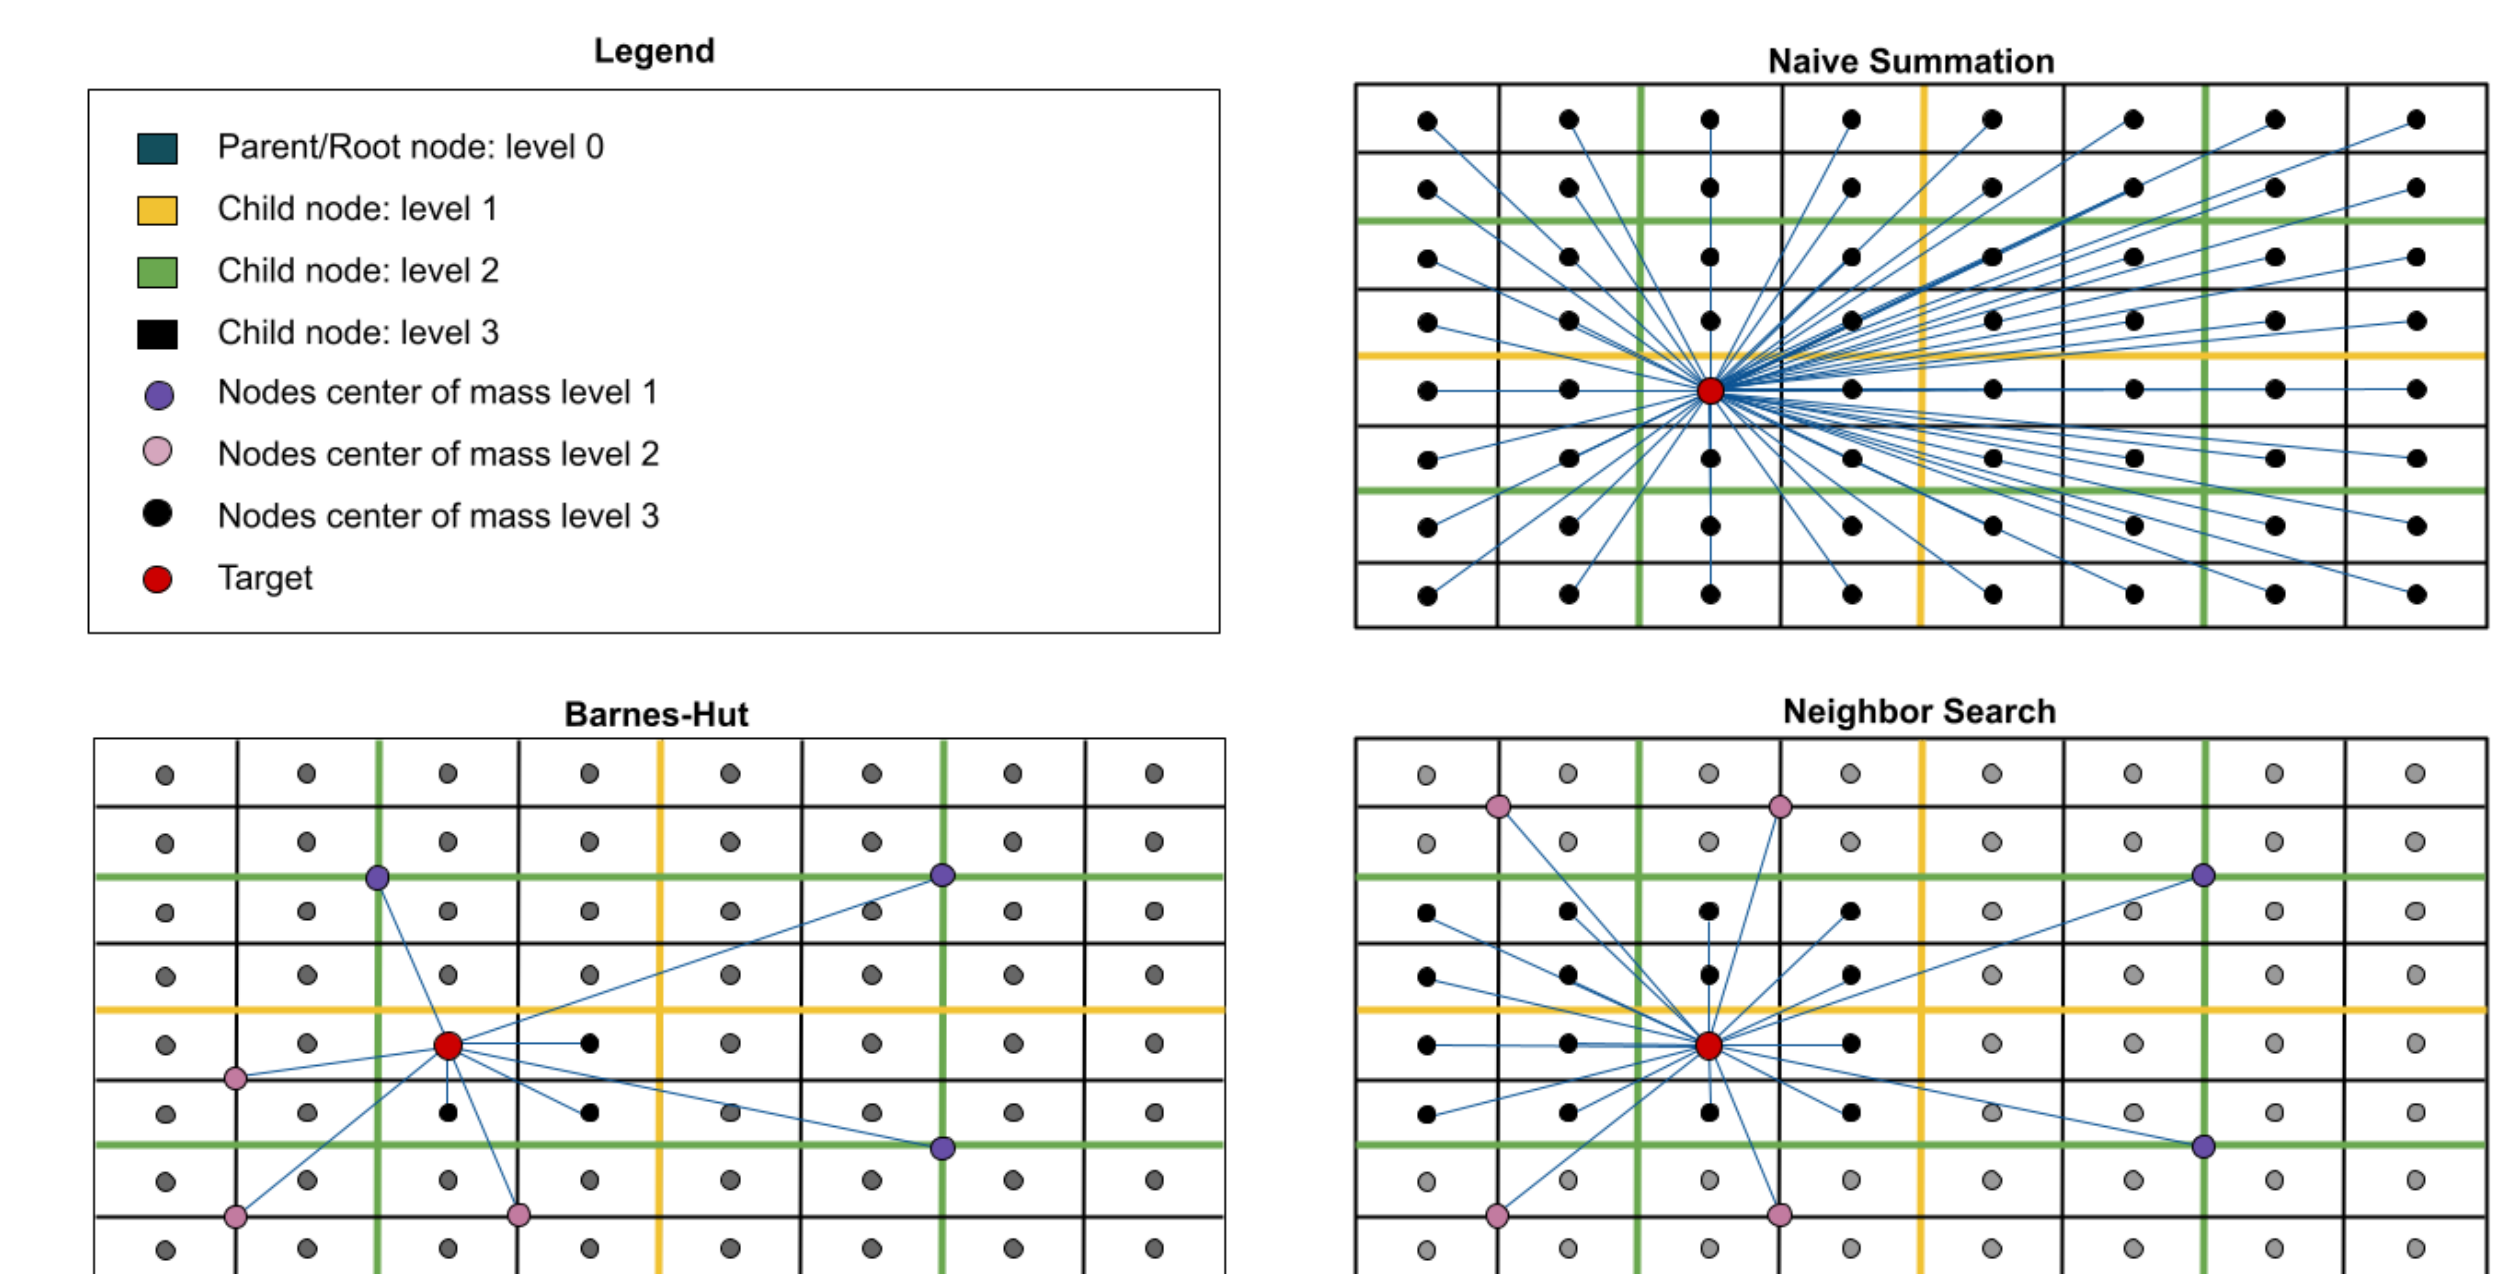 Legend
Parent/Root node: level 0
Child node: level 1
Child node: level 2
Child node: level 3
Nodes center of mass level 1
Nodes center of mass level 2
Nodes center of mass level 3
Target
Naive Summation
Barnes-Hut
Neighbor Search